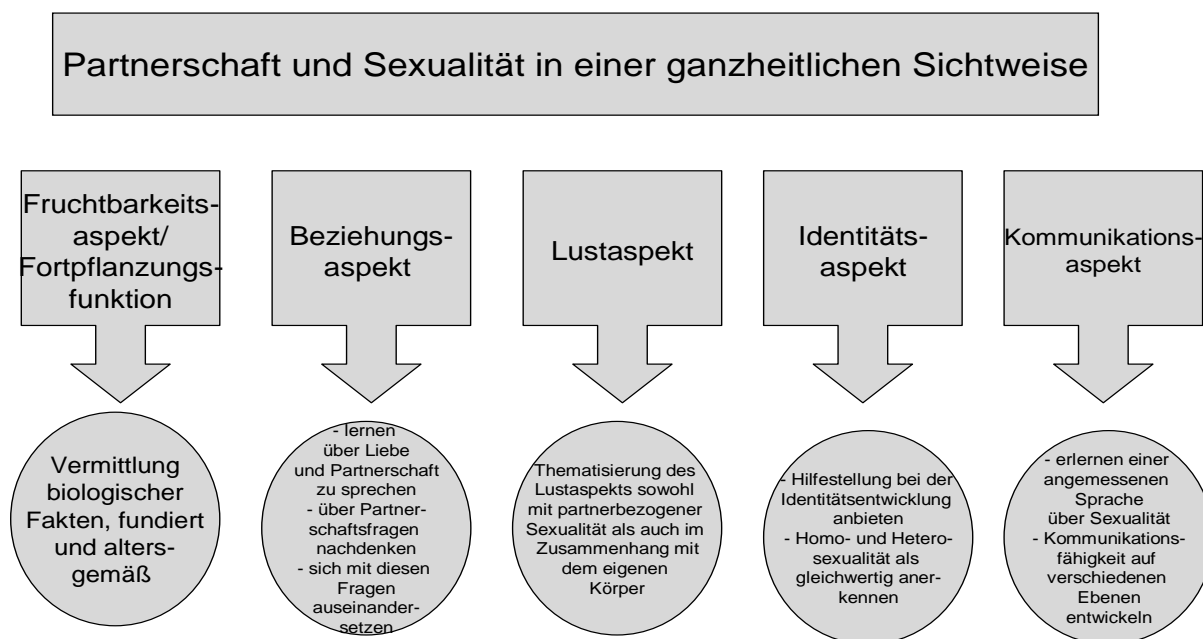 Partnerschaft und Sexualität in einer ganzheitlichen Sichtweise
Fruchtbarkeits-
aspekt/
Fortpflanzungs-
funktion
Beziehungs-
aspekt
Lustaspekt
Identitäts-
aspekt
Kommunikations-
aspekt
Vermittlung
biologischer
Fakten, fundiert
und alters-
gemäß
- lernen
über Liebe
und Partnerschaft
zu sprechen
- über Partner-
schaftsfragen
nachdenken
- sich mit diesen
Fragen
auseinander-
setzen
Thematisierung des
Lustaspekts sowohl
mit partnerbezogener
Sexualität als auch im
Zusammenhang mit
dem eigenen
Körper
- Hilfestellung bei der
Identitätsentwicklung
anbieten
- Homo- und Hetero-
sexualität als
gleichwertig aner-
kennen
- erlernen einer
angemessenen
Sprache
über Sexualität
- Kommunikations-
fähigkeit auf
verschiedenen
Ebenen
entwickeln